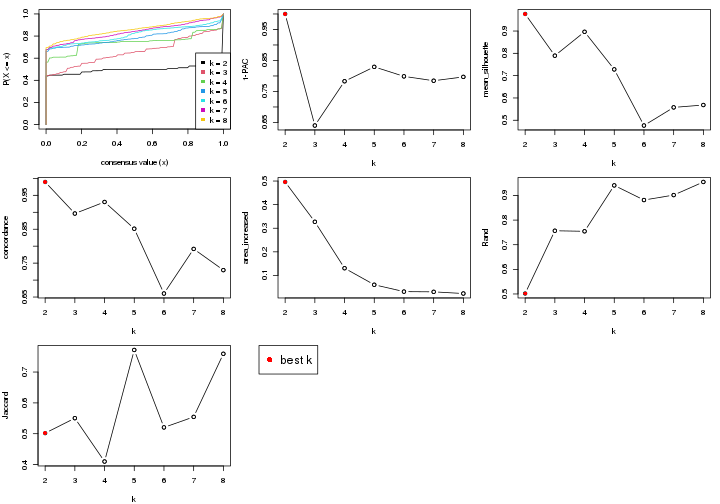 P(X <= x)
0.0 0.2 0.4 0.6 0.8 1.0
k = 2
k = 3
k = 4
k = 5
k = 6
k = 7
k = 8
0.0 0.2 0.4 0.6 0.8 1.0
consensus value (x)
1-PAC
0.65 0.75 0.85 0.95
2 3 4 5 6 7 8
k
mean_silhouette
0.5 0.6 0.7 0.8 0.9
2 3 4 5 6 7 8
k
concordance
0.65 0.75 0.85 0.95
2 3 4 5 6 7 8
k
area_increased
0.1 0.2 0.3 0.4 0.5
2 3 4 5 6 7 8
k
Rand
0.5 0.6 0.7 0.8 0.9
2 3 4 5 6 7 8
k
Jaccard
0.4 0.5 0.6 0.7
2 3 4 5 6 7 8
k
best k